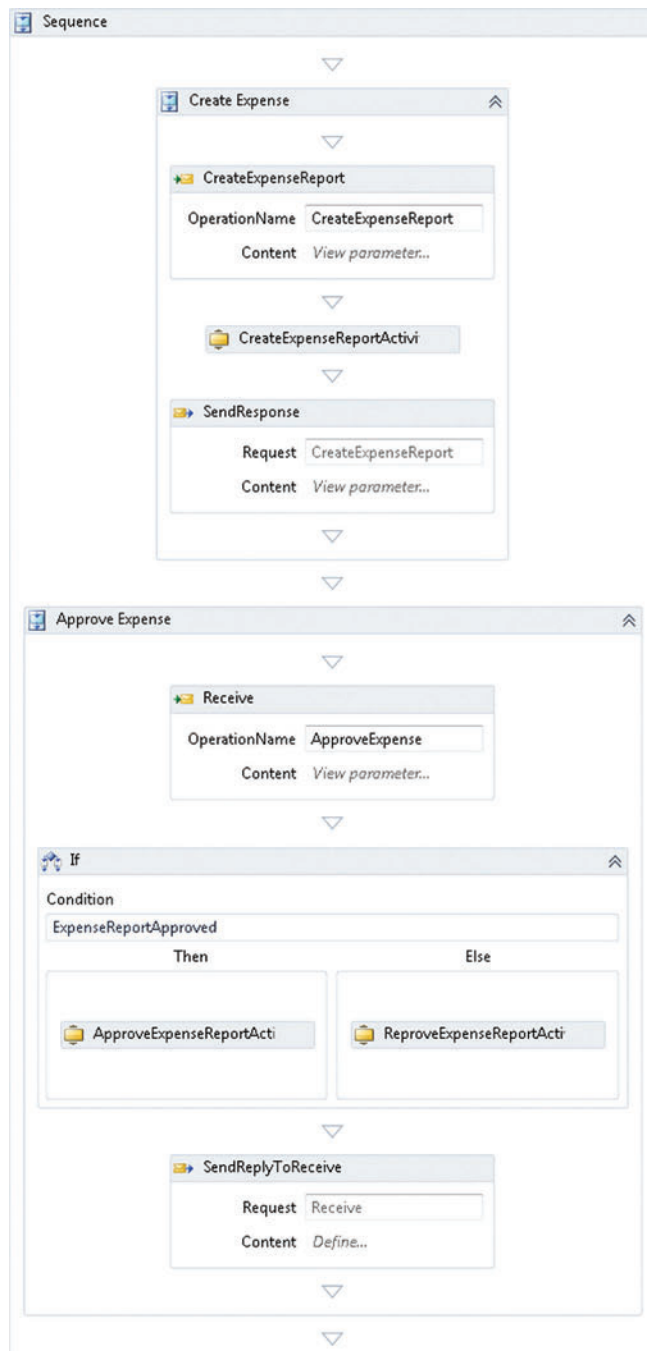 Sequence
Create Expense
CreateExpenseReport
OperationName CreateExpenseReport
Content View parameter...
CreateExpenseReportActivi
SendResponse
Request CreateExpenseReport
Content View parameter...
Approve Expense
Receive
OperationName ApproveExpense
Content View parameter...
If
Condition
ExpenseReportApproved
Then Else
ApproveExpenseReportActi ReproveExpenseReportActiv
SendReplyToReceive
Request Receive
Content Define...